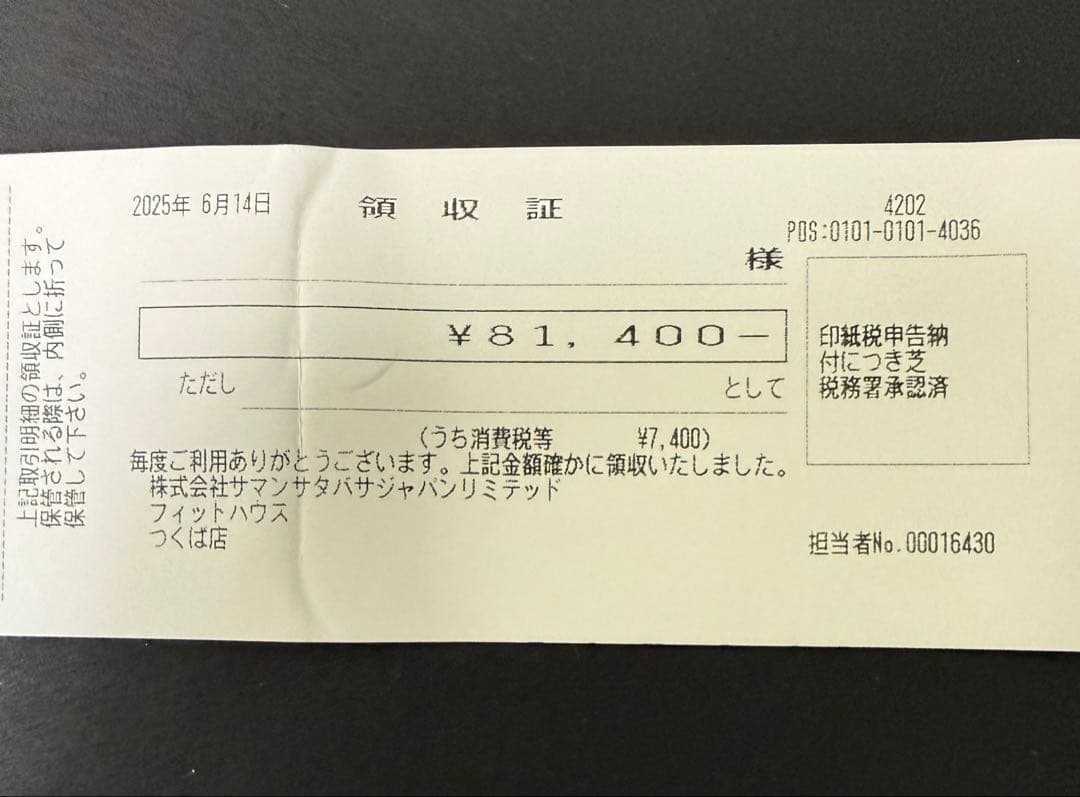 2025年 6月14日
領 収 証
4202
POS:0101-0101-4036
様
¥81,400-
ただし
として
(うち消費税等 ¥7,400)
毎度ご利用ありがとうございます。上記金額確かに領収いたしました。
株式会社サマンサタバサジャパンリミテッド
フィットハウス
つくば店
印紙税申告納
付につき芝
税務署承認済
担当者No.00016430
上記取引明細の領収証とします。
保管される際は、内側に折って
保管して下さい。